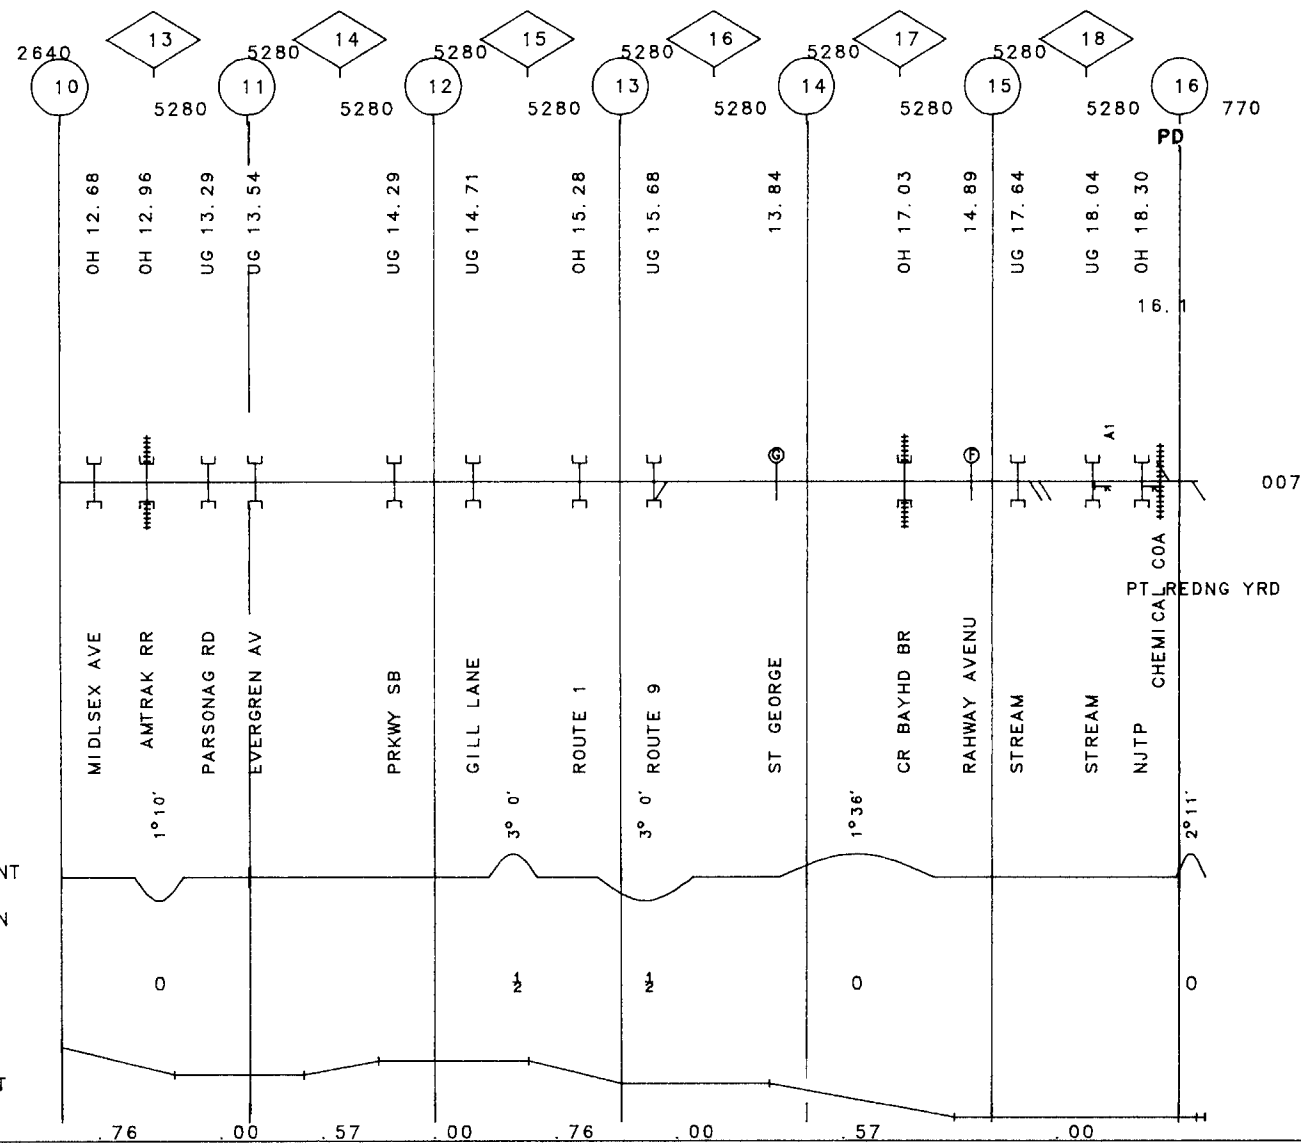 13 14 15 16 17 18
2640 5280 5280 5280 5280 5280
10 11 12 13 14 15 16
5280 5280 5280 5280 5280 5280 770
PD
OH 12.68
OH 12.96
UG 13.29
UG 13.54
UG 14.29
UG 14.71
OH 15.28
UG 15.68
13.84
OH 17.03
14.89
UG 17.64
UG 18.04
OH 18.30
16.1
A1
G
F
007
PT REDNG YRD
MIDLSEX AVE
AMTRAK RR
PARSONAG RD
EVERGREN AV
PRKWY SB
GILL LANE
ROUTE 1
ROUTE 9
ST GEORGE
CR BAYHD BR
RAHWAY AVENU
STREAM
STREAM
NJTP
CHEMICAL COA
1°10′ 3° 0′ 3° 0′ 1°36′ 2°11′
NT
N
0 ½ ½ 0 0
T
.76 .00 .57 .00 .76 .00 .57 .00